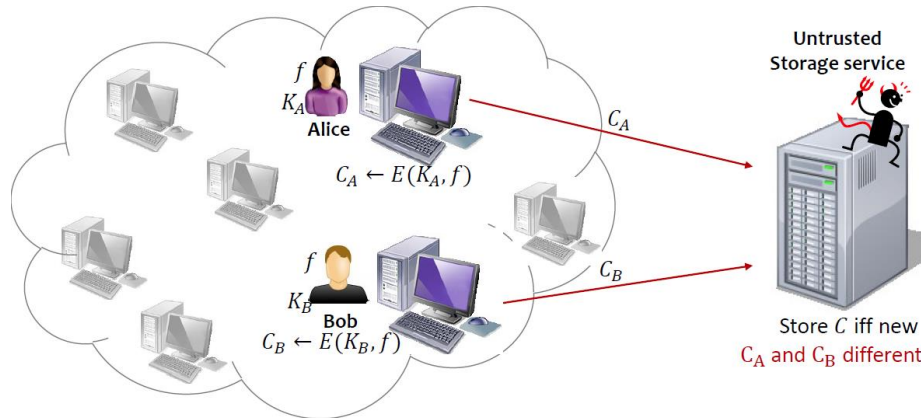 Untrusted
Storage service
f
K_A
Alice
C_A
C_A ← E(K_A, f)
f
K_B
Bob
C_B
C_B ← E(K_B, f)
Store C iff new
C_A and C_B different